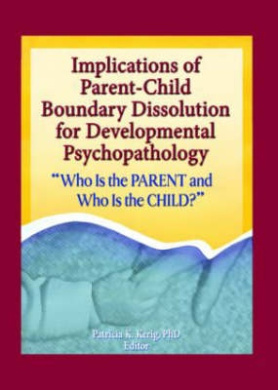 Implications of
Parent-Child
Boundary Dissolution
for Developmental
Psychopathology
"Who Is the PARENT and
Who Is the CHILD?"
Patricia K. Kerig, PhD
Editor